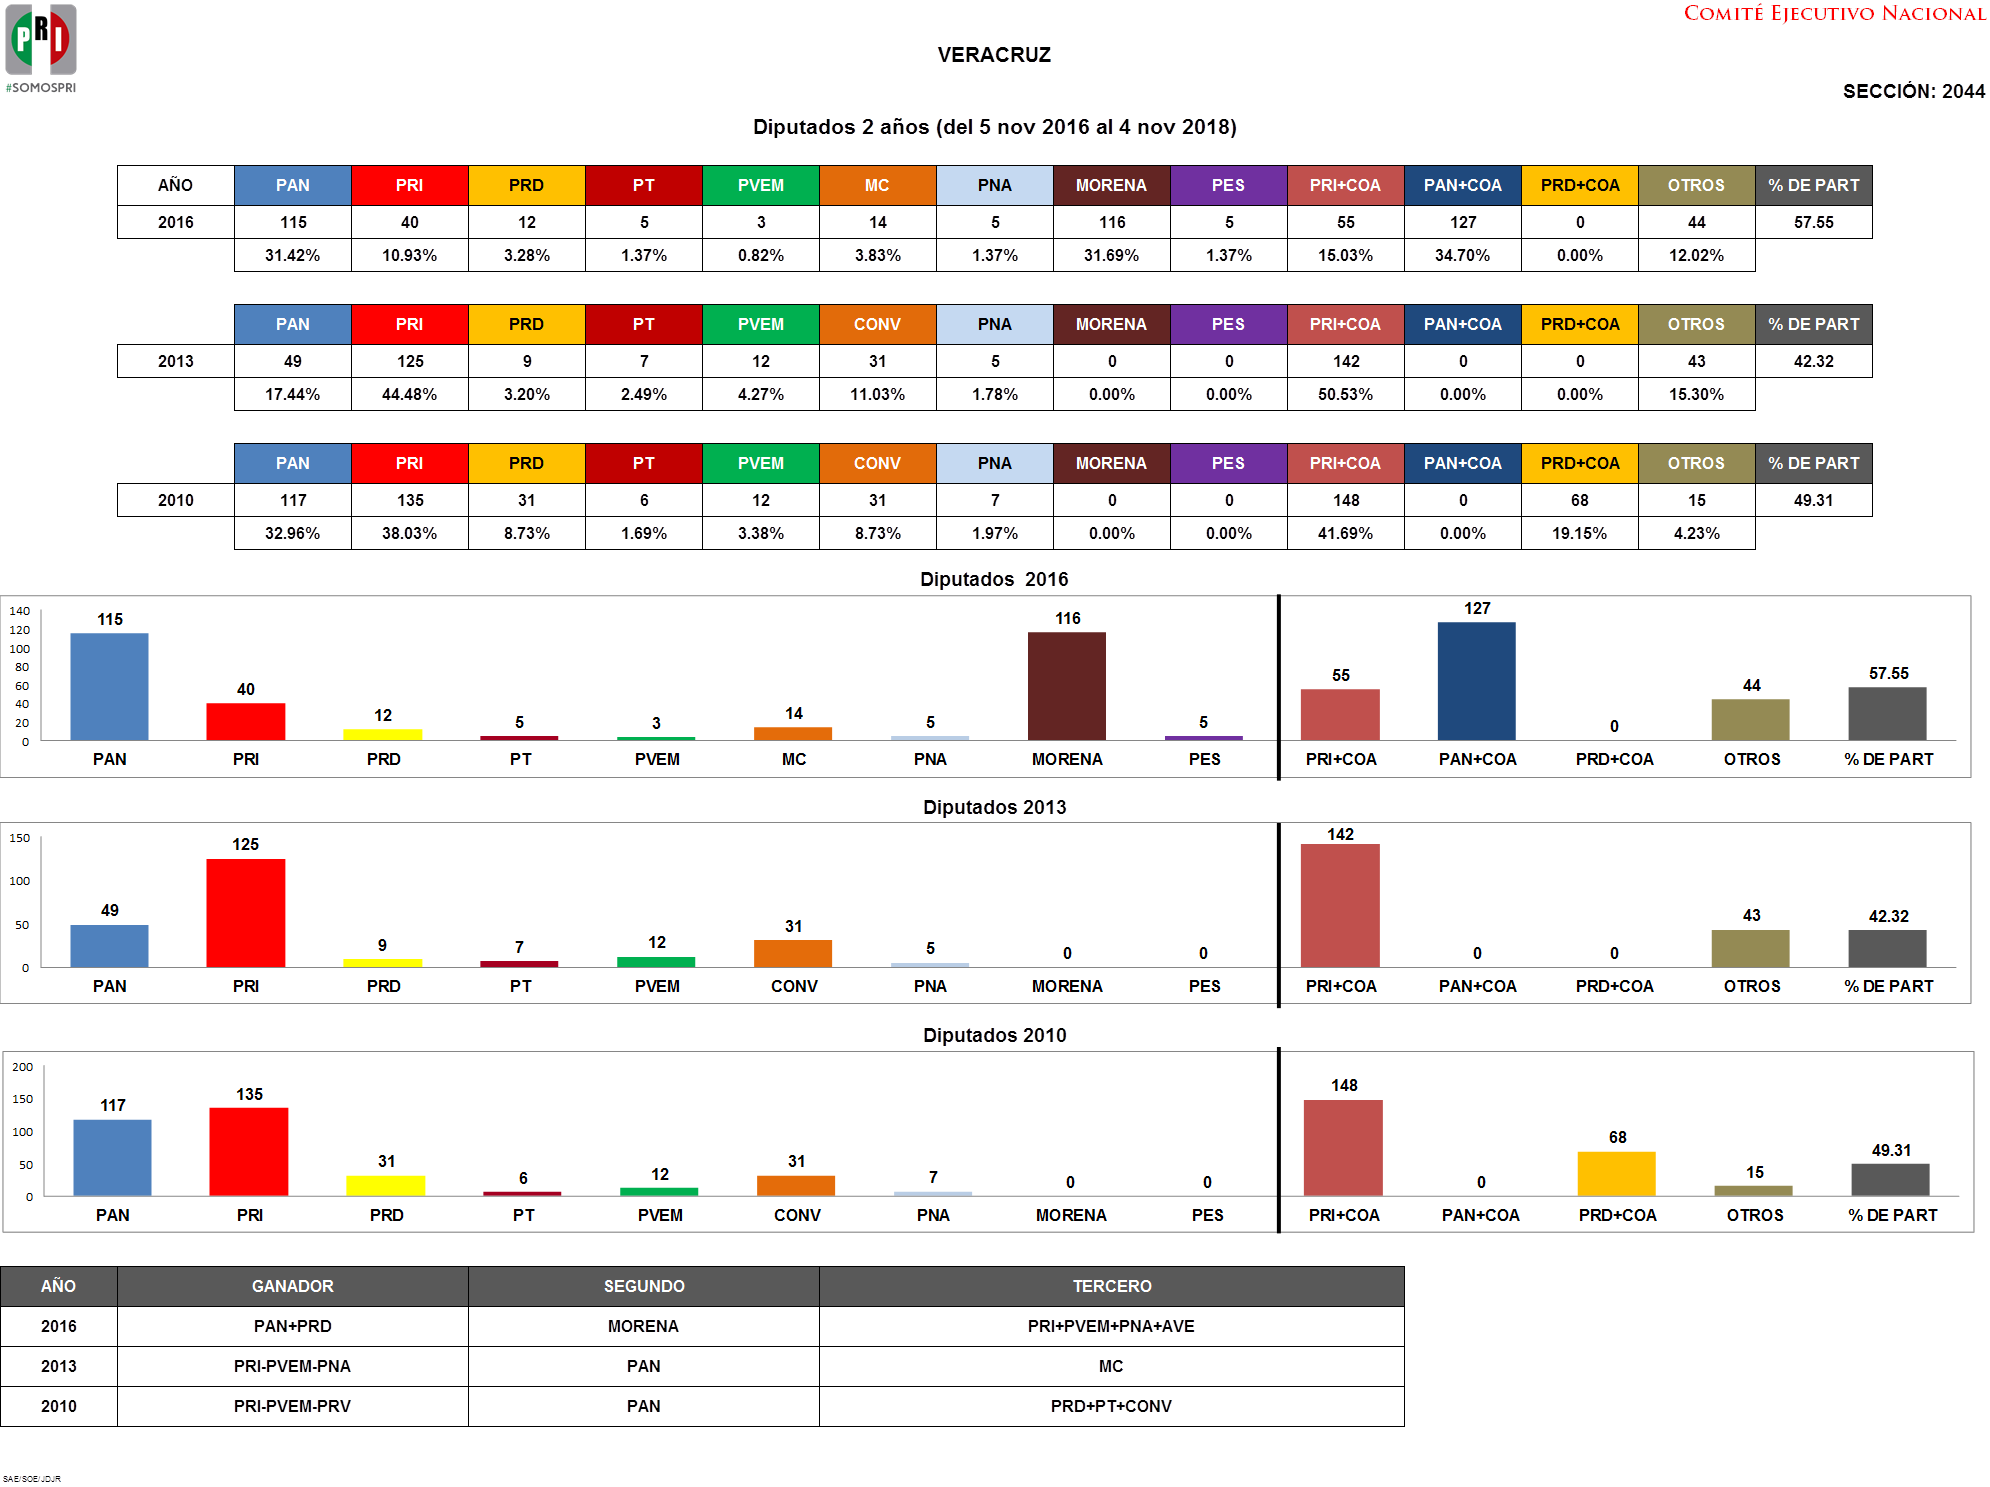 PRI
#SOMOSPRI
COMITÉ EJECUTIVO NACIONAL
VERACRUZ
SECCIÓN: 2044
Diputados 2 años (del 5 nov 2016 al 4 nov 2018)
AÑO PAN PRI PRD PT PVEM MC PNA MORENA PES PRI+COA PAN+COA PRD+COA OTROS % DE PART
2016 115 40 12 5 3 14 5 116 5 55 127 0 44 57.55
31.42% 10.93% 3.28% 1.37% 0.82% 3.83% 1.37% 31.69% 1.37% 15.03% 34.70% 0.00% 12.02%
PAN PRI PRD PT PVEM CONV PNA MORENA PES PRI+COA PAN+COA PRD+COA OTROS % DE PART
2013 49 125 9 7 12 31 5 0 0 142 0 0 43 42.32
17.44% 44.48% 3.20% 2.49% 4.27% 11.03% 1.78% 0.00% 0.00% 50.53% 0.00% 0.00% 15.30%
PAN PRI PRD PT PVEM CONV PNA MORENA PES PRI+COA PAN+COA PRD+COA OTROS % DE PART
2010 117 135 31 6 12 31 7 0 0 148 0 68 15 49.31
32.96% 38.03% 8.73% 1.69% 3.38% 8.73% 1.97% 0.00% 0.00% 41.69% 0.00% 19.15% 4.23%
Diputados 2016
140
120
100
80
60
40
20
0
115 40 12 5 3 14 5 116 5 55 127 0 44 57.55
PAN PRI PRD PT PVEM MC PNA MORENA PES PRI+COA PAN+COA PRD+COA OTROS % DE PART
Diputados 2013
150
100
50
0
49 125 9 7 12 31 5 0 0 142 0 0 43 42.32
PAN PRI PRD PT PVEM CONV PNA MORENA PES PRI+COA PAN+COA PRD+COA OTROS % DE PART
Diputados 2010
200
150
100
50
0
117 135 31 6 12 31 7 0 0 148 0 68 15 49.31
PAN PRI PRD PT PVEM CONV PNA MORENA PES PRI+COA PAN+COA PRD+COA OTROS % DE PART
AÑO GANADOR SEGUNDO TERCERO
2016 PAN+PRD MORENA PRI+PVEM+PNA+AVE
2013 PRI-PVEM-PNA PAN MC
2010 PRI-PVEM-PRV PAN PRD+PT+CONV
SAE/SOE/JDJR